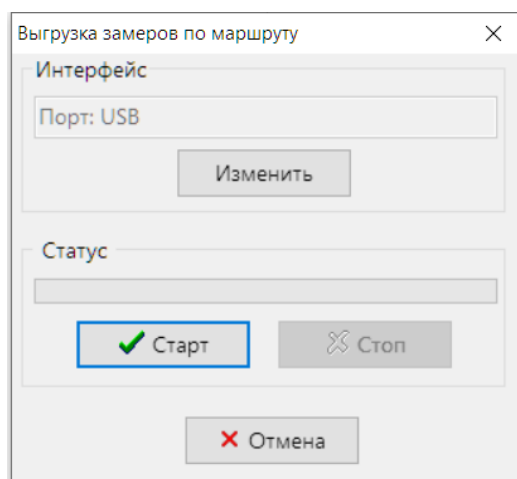 Выгрузка замеров по маршруту
Интерфейс
Порт: USB
Изменить
Статус
Старт
Стоп
Отмена